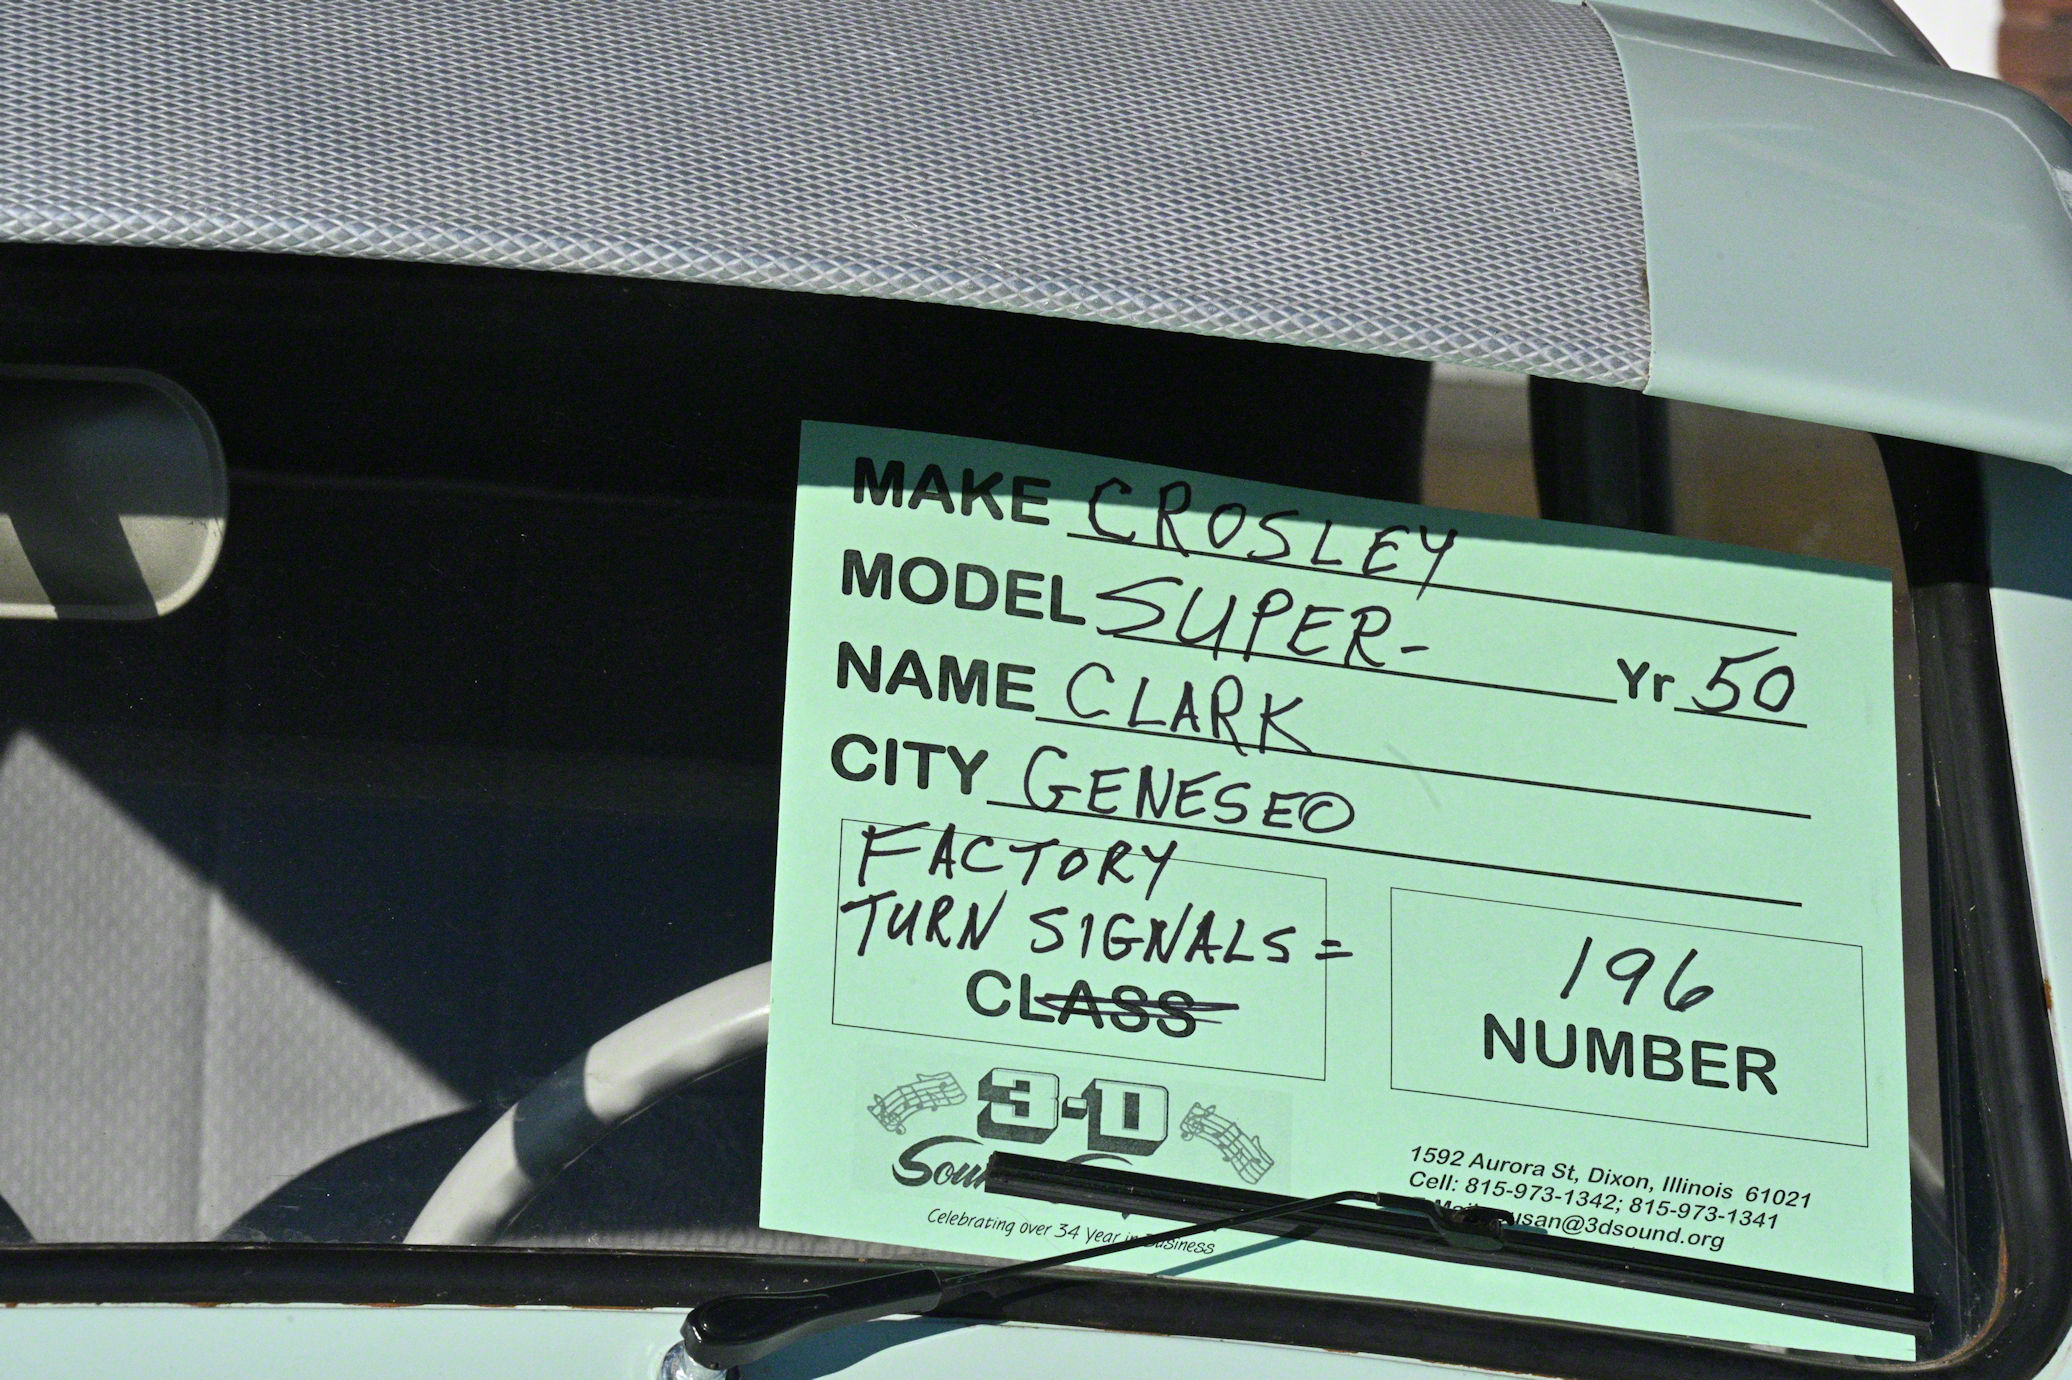 MAKE CROSLEY
MODEL SUPER- Yr 50
NAME CLARK
CITY GENESEO
FACTORY
TURN SIGNALS =
CLASS
196
NUMBER
3-D
Celebrating over 34 Year in Business
1592 Aurora St, Dixon, Illinois 61021
Cell: 815-973-1342; 815-973-1341
@3dsound.org